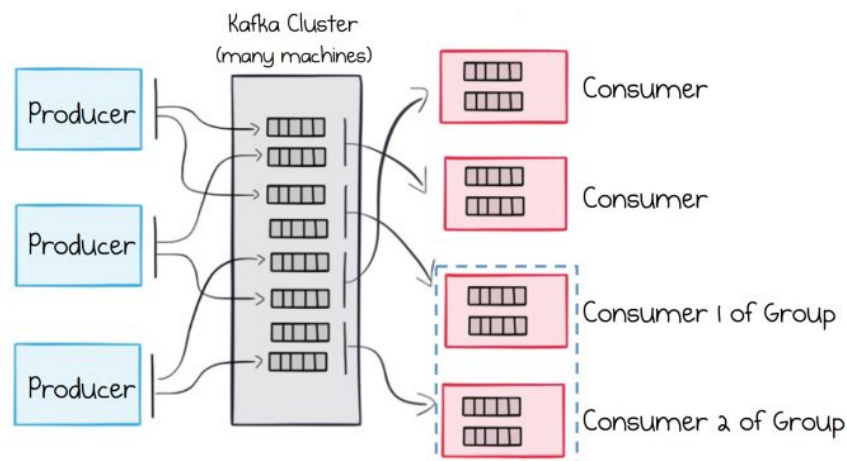 Kafka Cluster
(many machines)
Producer
Producer
Producer
Consumer
Consumer
Consumer 1 of Group
Consumer 2 of Group